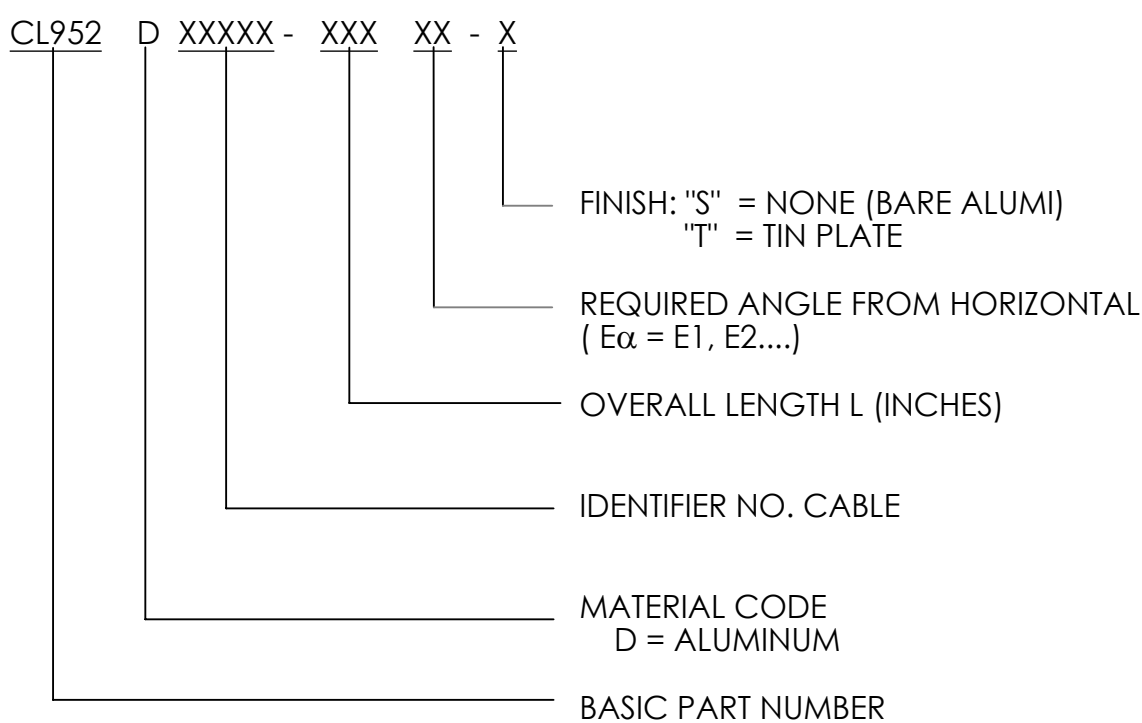 CL952 D XXXXX - XXX XX - X
FINISH: "S" = NONE (BARE ALUMI)
"T" = TIN PLATE
REQUIRED ANGLE FROM HORIZONTAL
( Eα = E1, E2....)
OVERALL LENGTH L (INCHES)
IDENTIFIER NO. CABLE
MATERIAL CODE
D = ALUMINUM
BASIC PART NUMBER